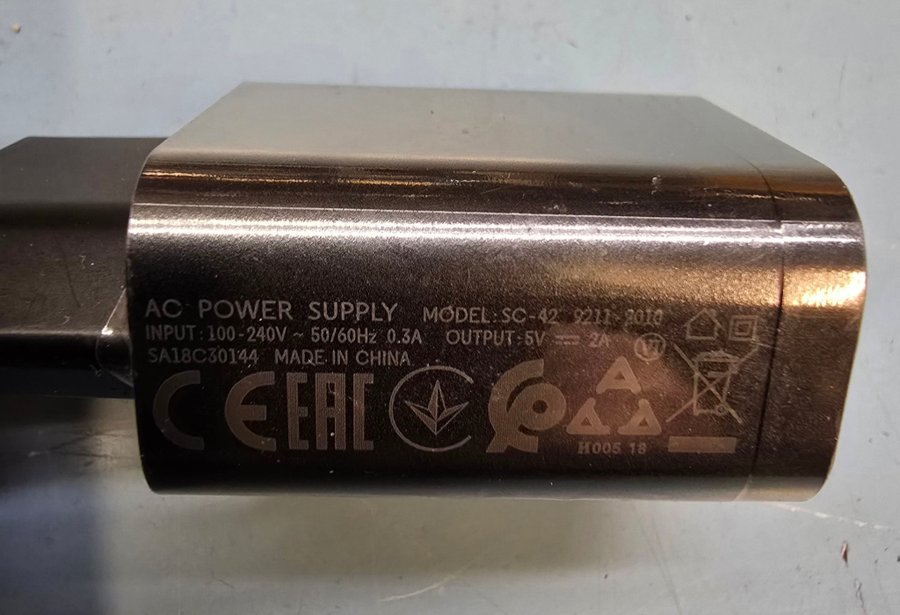 AC POWER SUPPLY MODEL: SC-42 9211-2010
INPUT: 100-240V ~ 50/60Hz 0.3A OUTPUT 5V ⎓ 2A
SA18C30144 MADE IN CHINA
VI
CE EAC
H005 18